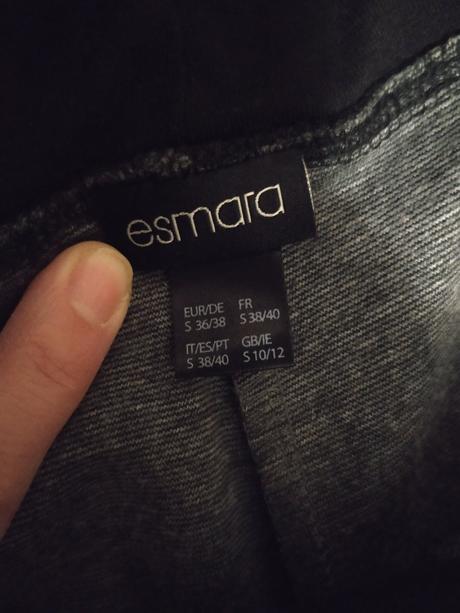 esmara
EUR/DE FR
S 36/38 S 38/40
IT/ES/PT GB/IE
S 38/40 S 10/12